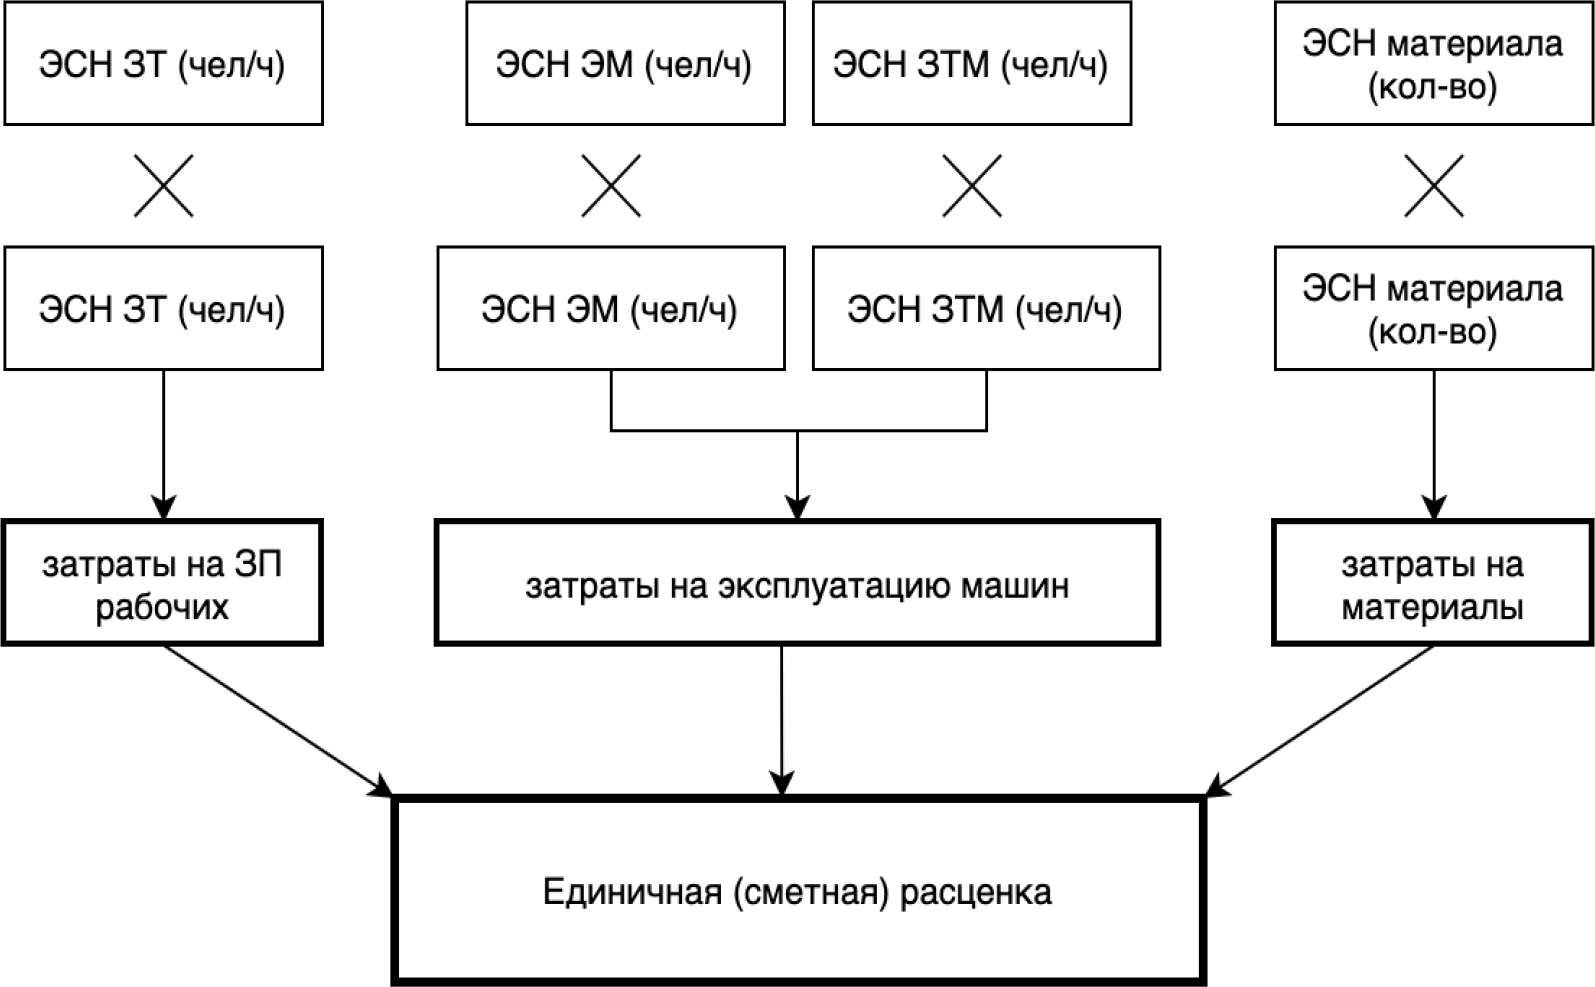 ЭСН ЗТ (чел/ч)
ЭСН ЭМ (чел/ч)
ЭСН ЗТМ (чел/ч)
ЭСН материала
(кол-во)
ЭСН ЗТ (чел/ч)
ЭСН ЭМ (чел/ч)
ЭСН ЗТМ (чел/ч)
ЭСН материала
(кол-во)
затраты на ЗП
рабочих
затраты на эксплуатацию машин
затраты на
материалы
Единичная (сметная) расценка